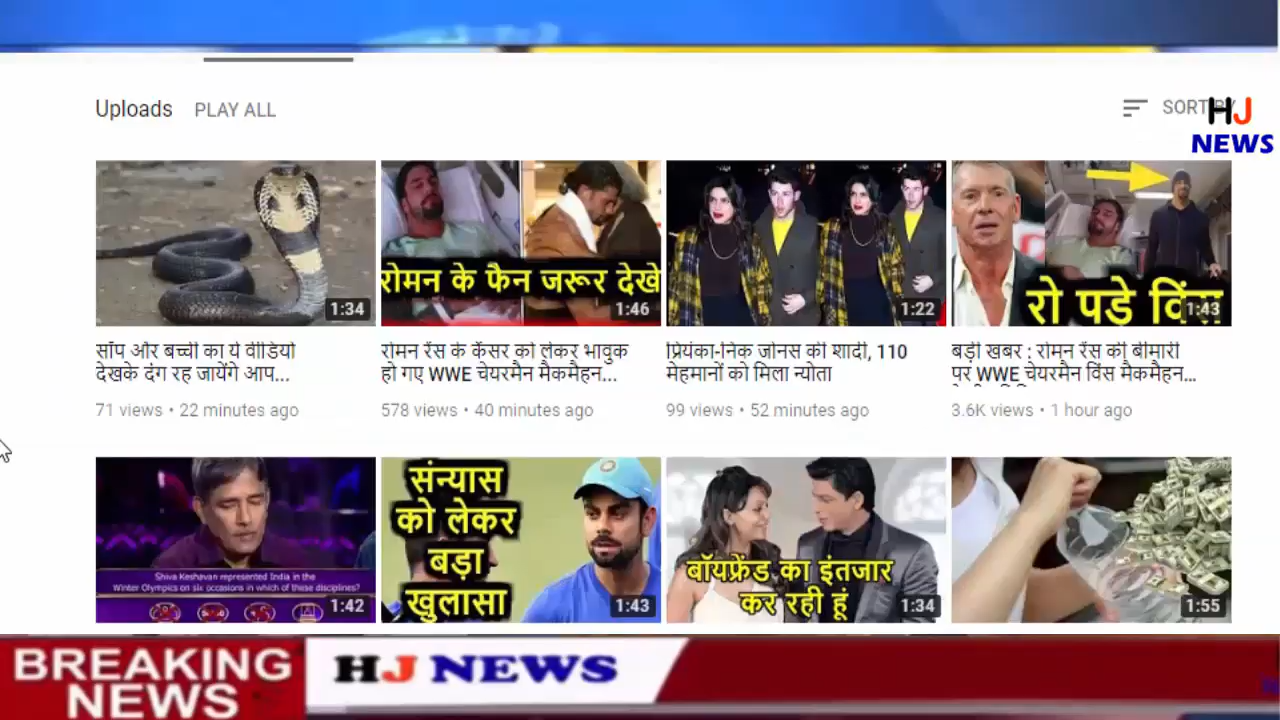 Uploads PLAY ALL
SORT BY
HJ
NEWS
1:34
रोमन के फैन जरूर देखे
1:46
1:22
रो पड़े विंस
1:43
साँप और बच्ची का ये वीडियो
देखके दंग रह जायेंगे आप...
71 views • 22 minutes ago
रोमन रेंस के कैंसर को लेकर भावुक
हो गए WWE चेयरमैन मैकमैहन...
578 views • 40 minutes ago
प्रियंका-निक जोनस की शादी, 110
मेहमानों को मिला न्योता
99 views • 52 minutes ago
बड़ी खबर : रोमन रेंस की बीमारी
पर WWE चेयरमैन विंस मैकमैहन...
3.6K views • 1 hour ago
Shiva Keshavan represented India in the
Winter Olympics on six occasions in which of these disciplines?
1:42
संन्यास
को लेकर
बड़ा
खुलासा
1:43
बॉयफ्रेंड का इंतजार
कर रही हूं
1:34
1:55
BREAKING
NEWS
HJ NEWS